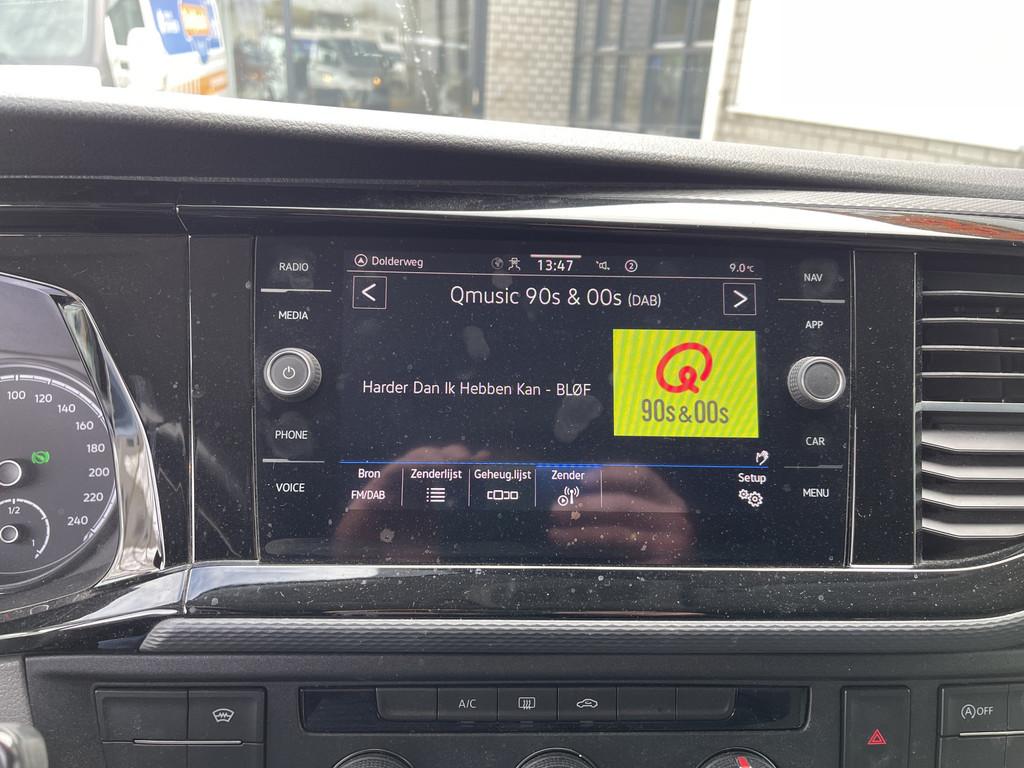 RADIO
MEDIA
PHONE
VOICE
Dolderweg
13:47
2
9.0°C
<
Qmusic 90s & 00s (DAB)
>
Harder Dan Ik Hebben Kan - BLØF
90s&00s
Bron
FM/DAB
Zenderlijst
Geheug.lijst
Zender
Setup
NAV
APP
CAR
MENU
100
120
140
160
180
200
220
240
1/2
1
A/C
A OFF